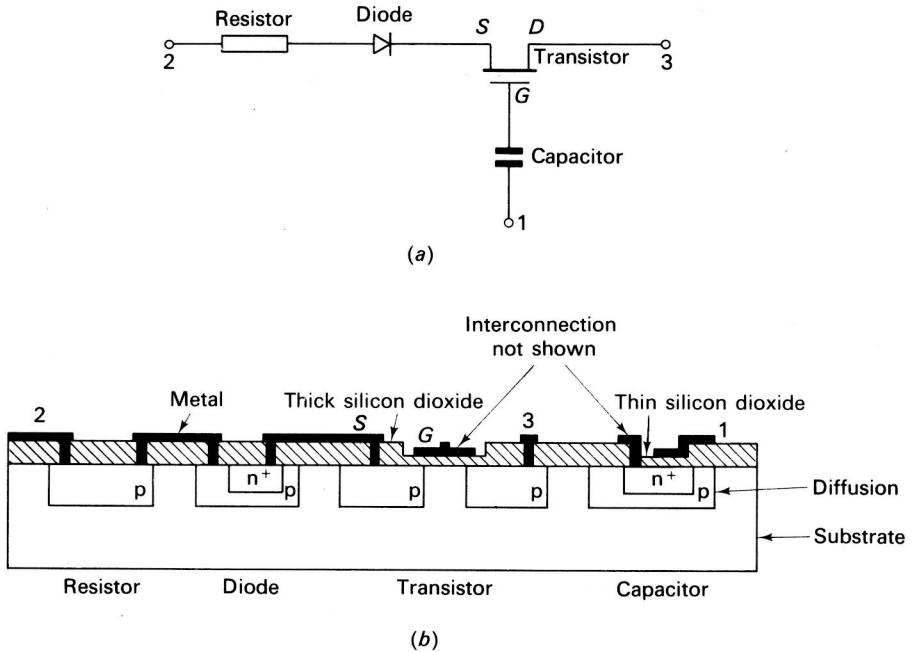 Resistor
Diode
S
D
Transistor
2
3
G
Capacitor
1
(a)
Interconnection
not shown
Metal
Thick silicon dioxide
Thin silicon dioxide
2
S
G
3
1
p
n+
p
p
p
n+
p
Diffusion
Substrate
Resistor
Diode
Transistor
Capacitor
(b)